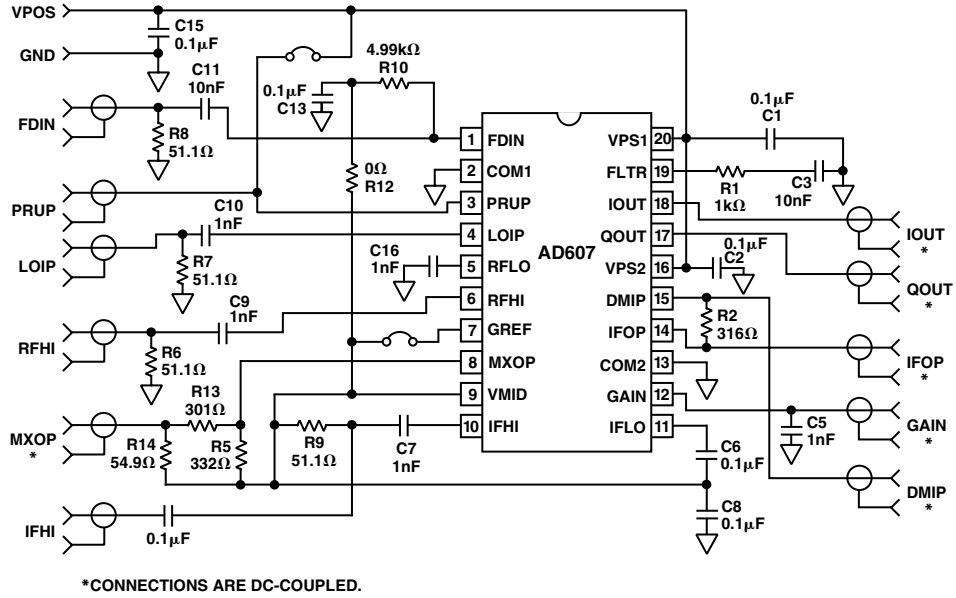 VPOS
GND
C15
0.1µF
C11
10nF
FDIN
R8
51.1Ω
4.99kΩ
R10
0.1µF
C13
0Ω
R12
PRUP
C10
1nF
LOIP
R7
51.1Ω
C16
1nF
C9
1nF
RFHI
R6
51.1Ω
R13
301Ω
MXOP
*
R14
54.9Ω
R5
332Ω
R9
51.1Ω
C7
1nF
IFHI
0.1µF
AD607
1 FDIN
2 COM1
3 PRUP
4 LOIP
5 RFLO
6 RFHI
7 GREF
8 MXOP
9 VMID
10 IFHI
VPS1 20
FLTR 19
IOUT 18
QOUT 17
VPS2 16
DMIP 15
IFOP 14
COM2 13
GAIN 12
IFLO 11
0.1µF
C1
R1
1kΩ
C3
10nF
0.1µF
C2
R2
316Ω
C5
1nF
C6
0.1µF
C8
0.1µF
IOUT
*
QOUT
*
IFOP
*
GAIN
*
DMIP
*
*CONNECTIONS ARE DC-COUPLED.